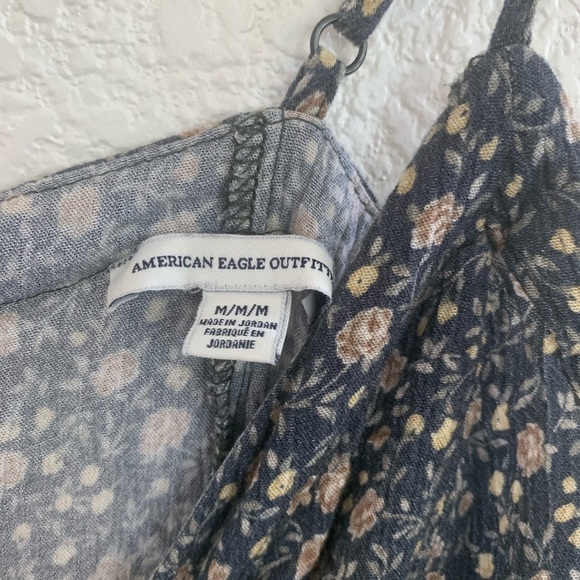 AMERICAN EAGLE OUTFITT
M/M/M
MADE IN JORDAN
FABRIQUÉ EN
JORDANIE